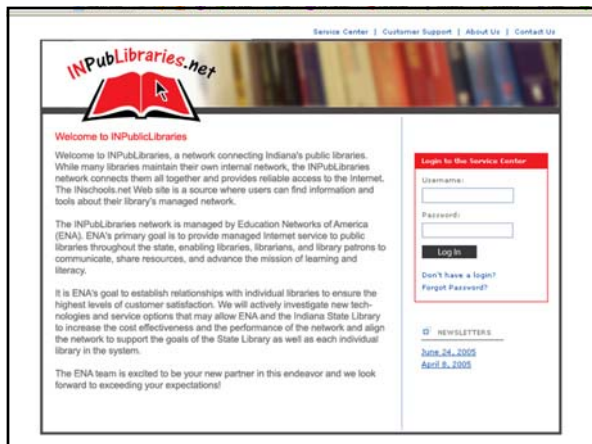 Service Center | Customer Support | About Us | Contact Us
INPubLibraries.net
Welcome to INPublicLibraries
Welcome to INPubLibraries, a network connecting Indiana's public libraries.
While many libraries maintain their own internal network, the INPubLibraries
network connects them all together and provides reliable access to the Internet.
The INschools.net Web site is a source where users can find information and
tools about their library's managed network.
The INPubLibraries network is managed by Education Networks of America
(ENA). ENA's primary goal is to provide managed Internet service to public
libraries throughout the state, enabling libraries, librarians, and library patrons to
communicate, share resources, and advance the mission of learning and
literacy.
It is ENA's goal to establish relationships with individual libraries to ensure the
highest levels of customer satisfaction. We will actively investigate new tech-
nologies and service options that may allow ENA and the Indiana State Library
to increase the cost effectiveness and the performance of the network and align
the network to support the goals of the State Library as well as each individual
library in the system.
The ENA team is excited to be your new partner in this endeavor and we look
forward to exceeding your expectations!
Login to the Service Center
Username:
Password:
Log In
Don't have a login?
Forgot Password?
NEWSLETTERS
June 24, 2005
April 8, 2005